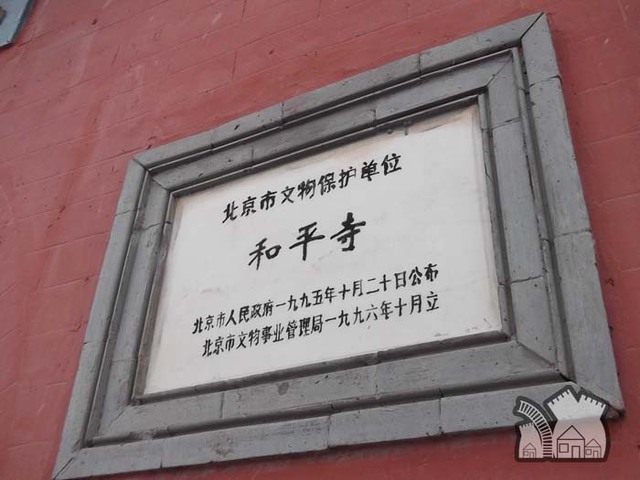 北京市文物保护单位
和平寺
北京市人民政府一九九五年十月二十日公布
北京市文物事业管理局一九九六年十月立